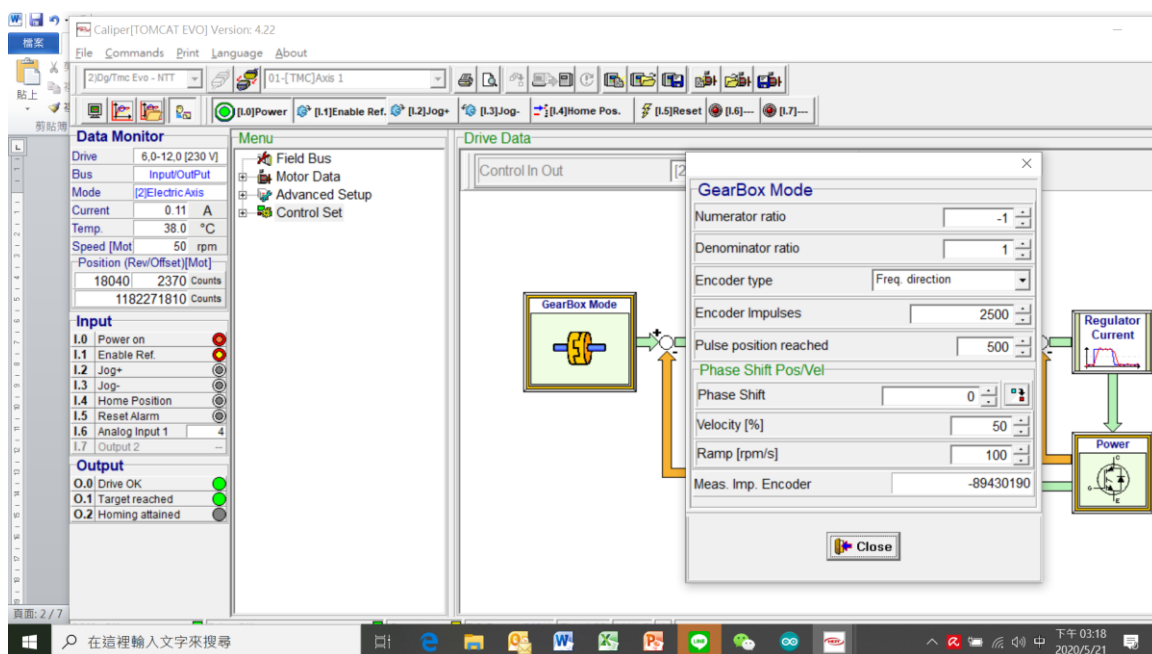 檔案
貼上
剪貼簿
Caliper[TOMCAT EVO] Version: 4.22
File Commands Print Language About
2)Dg/Tmc Evo - NTT
01-[TMC]Axis 1
[I.0]Power
[I.1]Enable Ref.
[I.2]Jog+
[I.3]Jog-
[I.4]Home Pos.
[I.5]Reset
[I.6]---
[I.7]---
Data Monitor
Drive 6,0-12,0 [230 V]
Bus Input/OutPut
Mode [2]Electric Axis
Current 0.11 A
Temp. 38.0 °C
Speed [Mot 50 rpm
Position (Rev/Offset)[Mot]
18040 2370 Counts
1182271810 Counts
Input
I.0 Power on
I.1 Enable Ref.
I.2 Jog+
I.3 Jog-
I.4 Home Position
I.5 Reset Alarm
I.6 Analog Input 1 4
I.7 Output 2 --
Output
O.0 Drive OK
O.1 Target reached
O.2 Homing attained
Menu
Field Bus
Motor Data
Advanced Setup
Control Set
Drive Data
Control In Out
[2
GearBox Mode
+
-
GearBox Mode
Numerator ratio -1
Denominator ratio 1
Encoder type Freq. direction
Encoder Impulses 2500
Pulse position reached 500
Phase Shift Pos/Vel
Phase Shift 0
Velocity [%] 50
Ramp [rpm/s] 100
Meas. Imp. Encoder -89430190
Close
Regulator
Current
Power
C
G
E
頁面: 2 / 7
在這裡輸入文字來搜尋
中
下午 03:18
2020/5/21